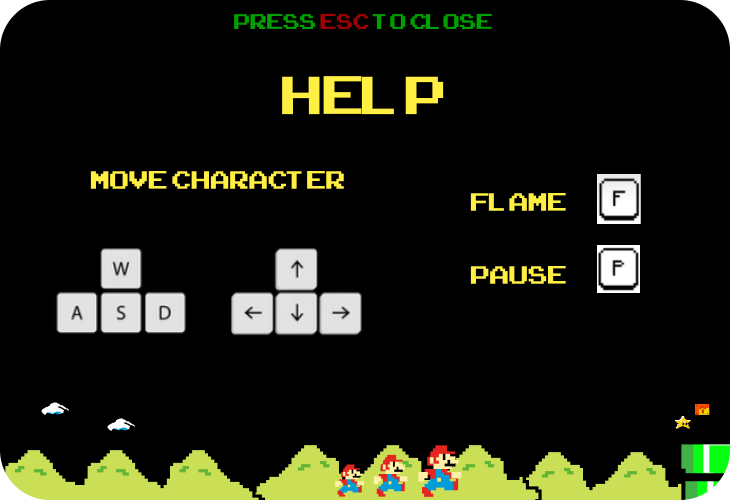 PRESS ESC TO CLOSE
HELP
MOVE CHARACTER
FLAME F
PAUSE P
W
A S D
↑
← ↓ →